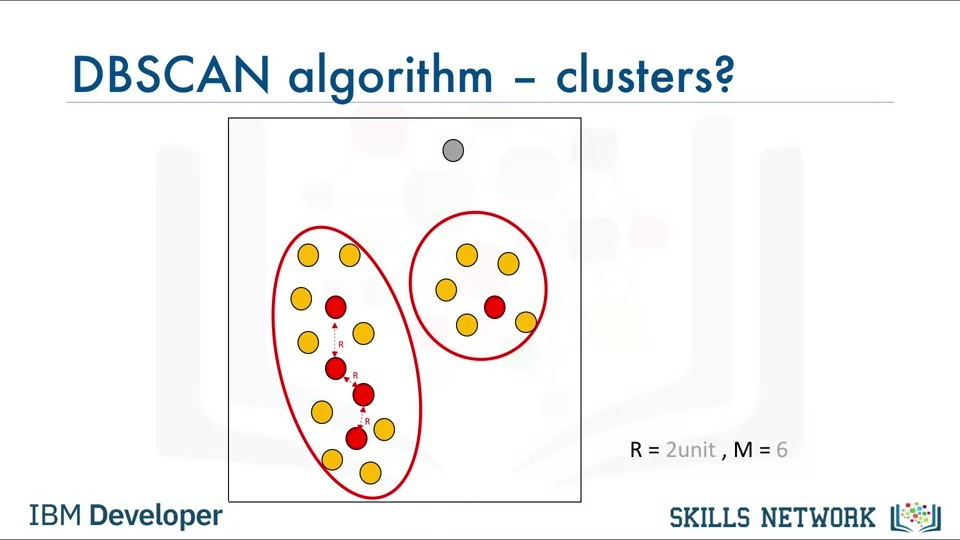 DBSCAN algorithm – clusters?
R
R
R
R = 2unit , M = 6
IBM Developer
SKILLS NETWORK